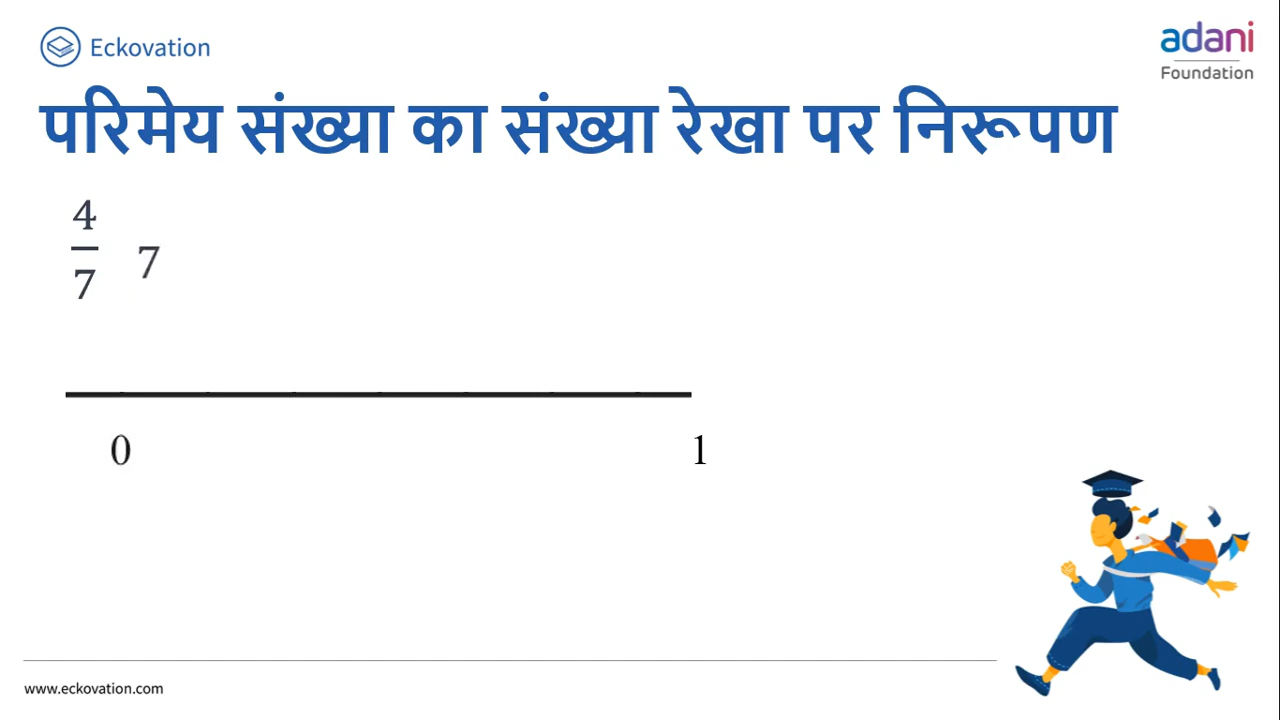 Eckovation
adani
Foundation
परिमेय संख्या का संख्या रेखा पर निरूपण
4
7 7
0 1
www.eckovation.com